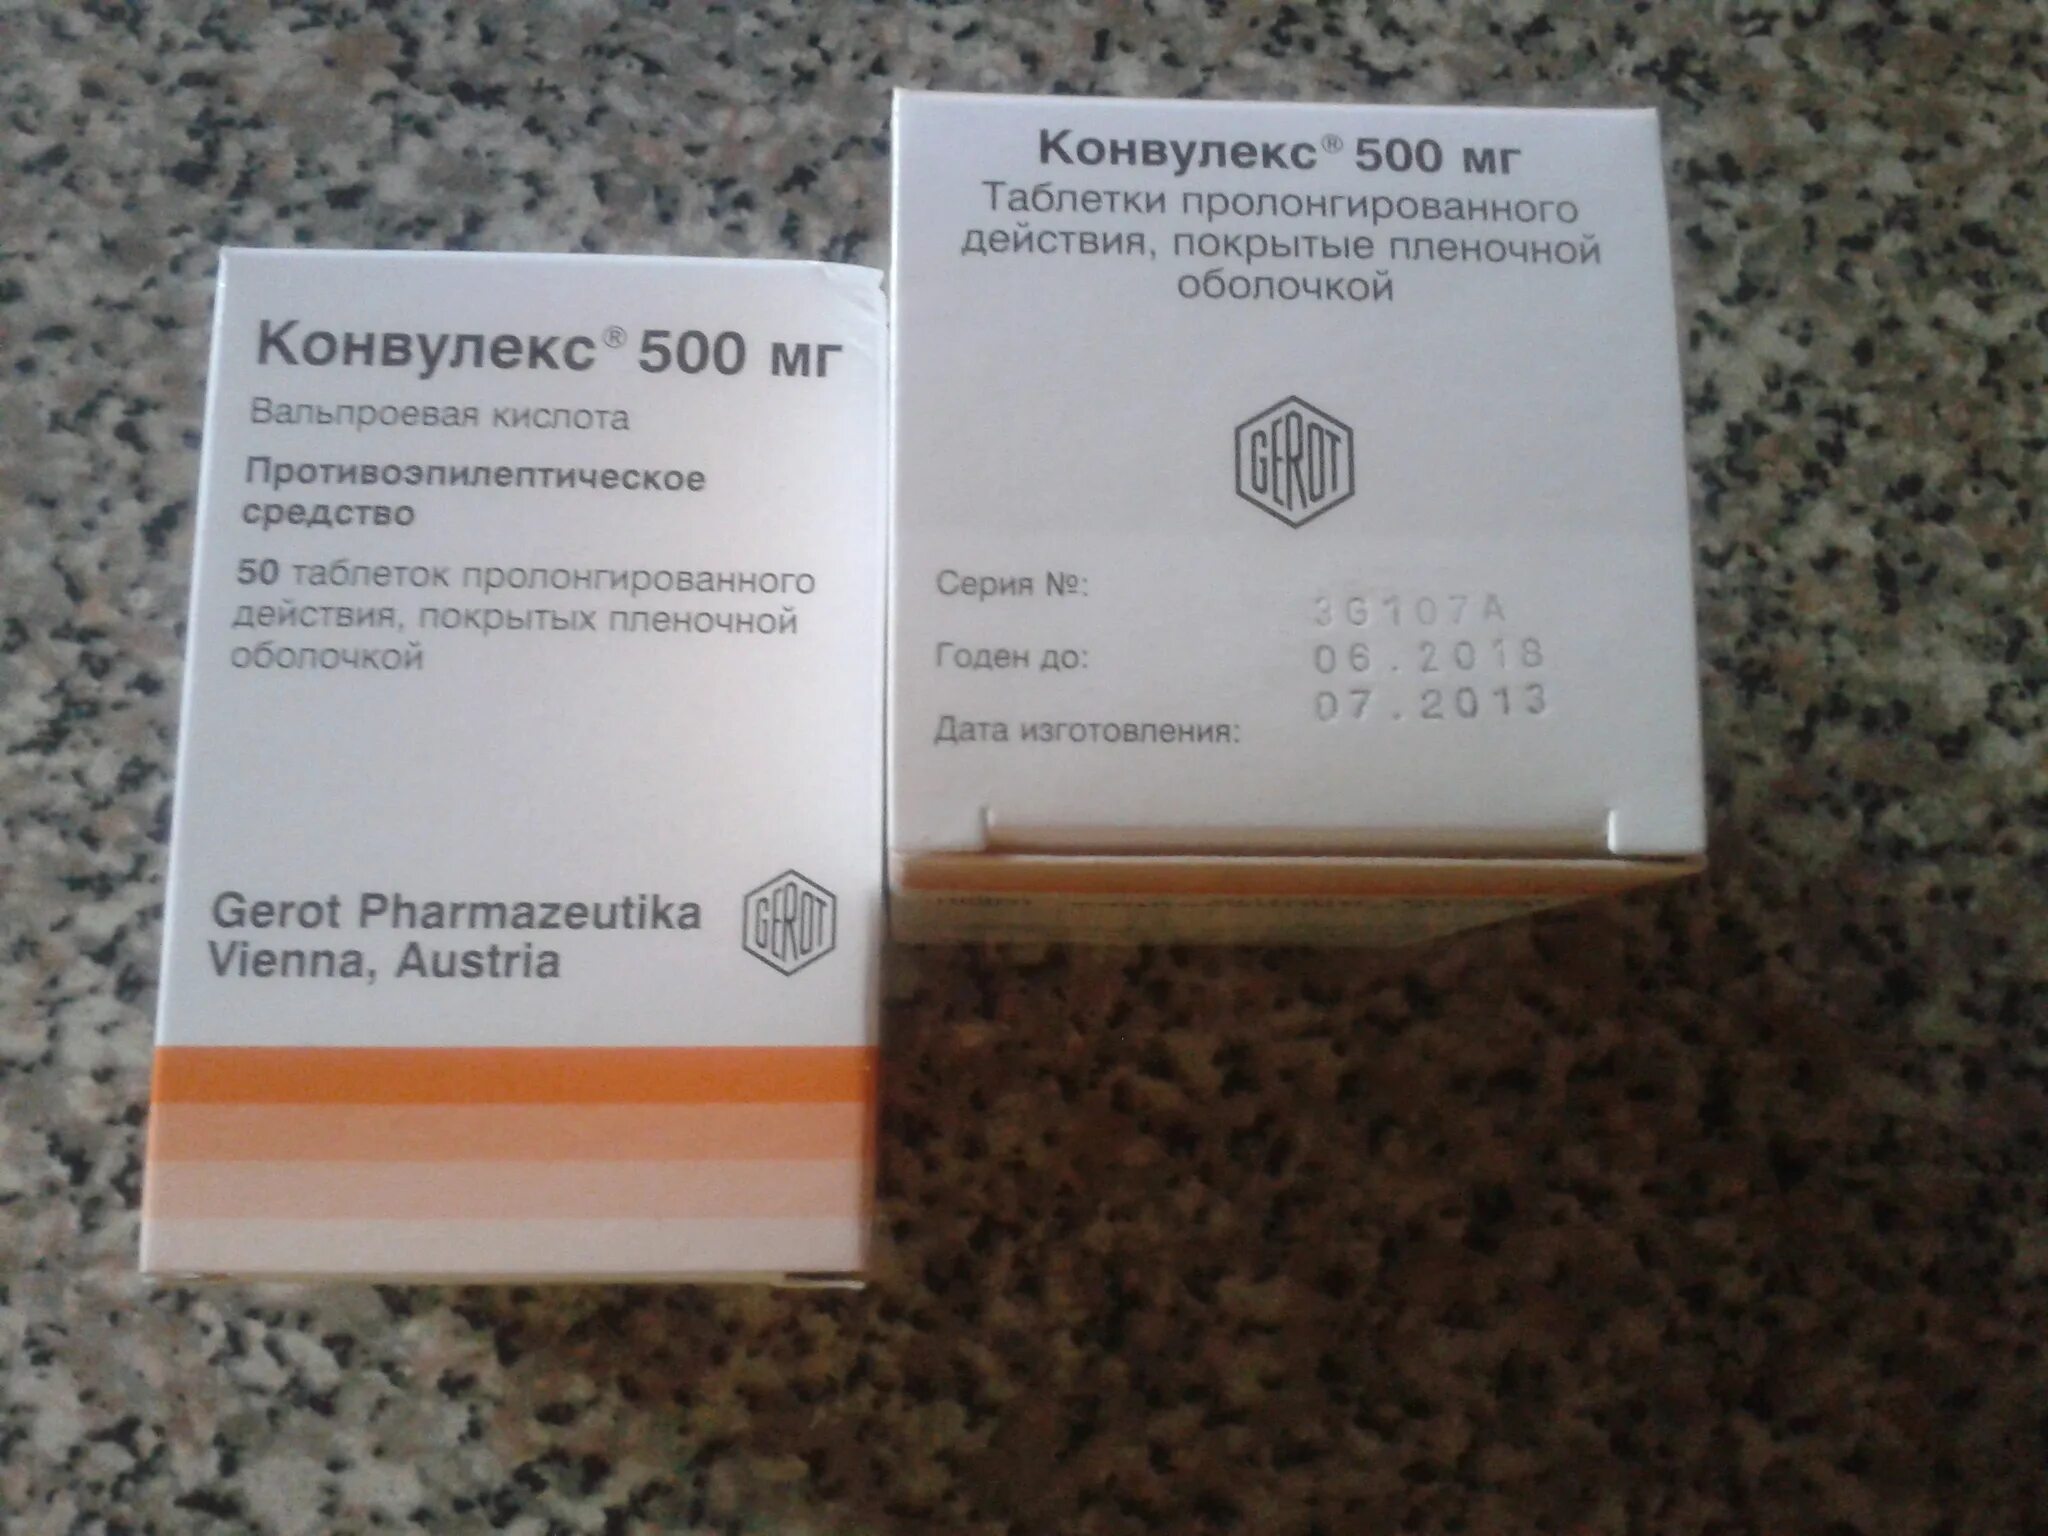 Конвулекс® 500 мг
Вальпроевая кислота
Противоэпилептическое
средство
50 таблеток пролонгированного
действия, покрытых пленочной
оболочкой
Gerot Pharmazeutika
Vienna, Austria
GEROT
Конвулекс® 500 мг
Таблетки пролонгированного
действия, покрытые пленочной
оболочкой
GEROT
Серия №: 3G107A
Годен до: 06.2018
Дата изготовления: 07.2013